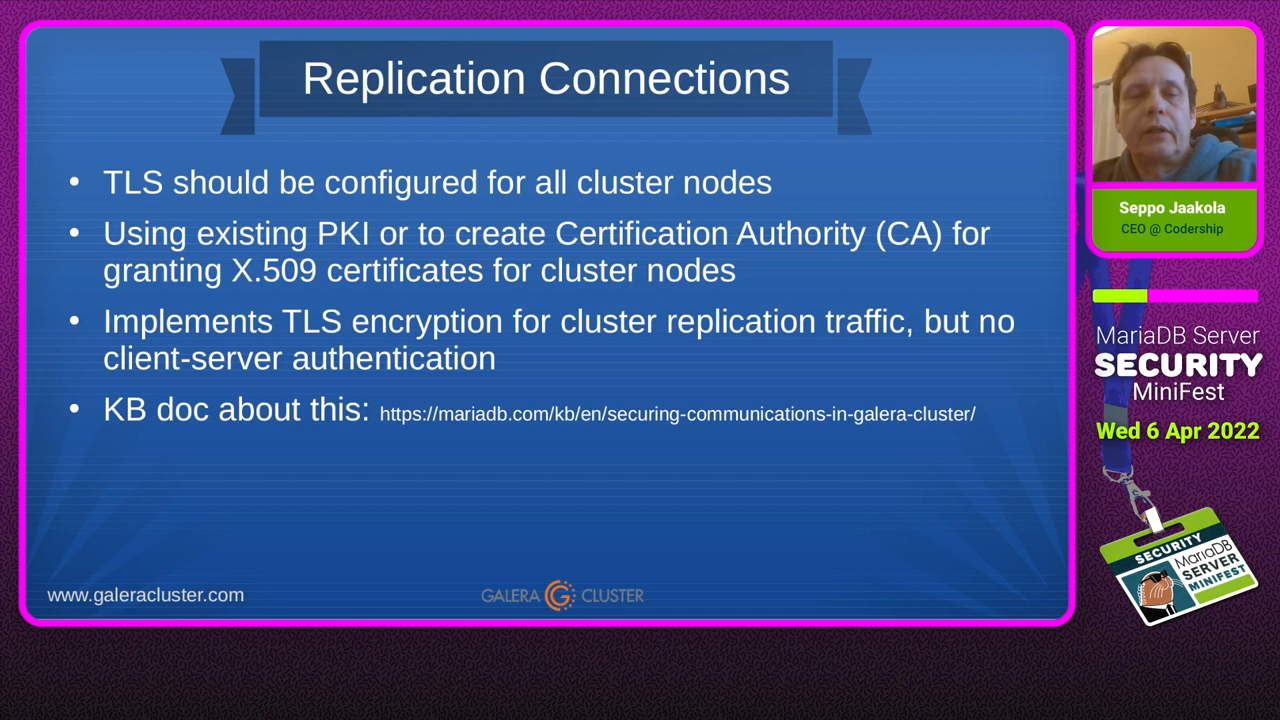 Replication Connections
• TLS should be configured for all cluster nodes
• Using existing PKI or to create Certification Authority (CA) for
granting X.509 certificates for cluster nodes
• Implements TLS encryption for cluster replication traffic, but no
client-server authentication
• KB doc about this: https://mariadb.com/kb/en/securing-communications-in-galera-cluster/
www.galeracluster.com
GALERA CLUSTER
Seppo Jaakola
CEO @ Codership
MariaDB Server
SECURITY
MiniFest
Wed 6 Apr 2022
SECURITY
MariaDB
SERVER
MINIFEST